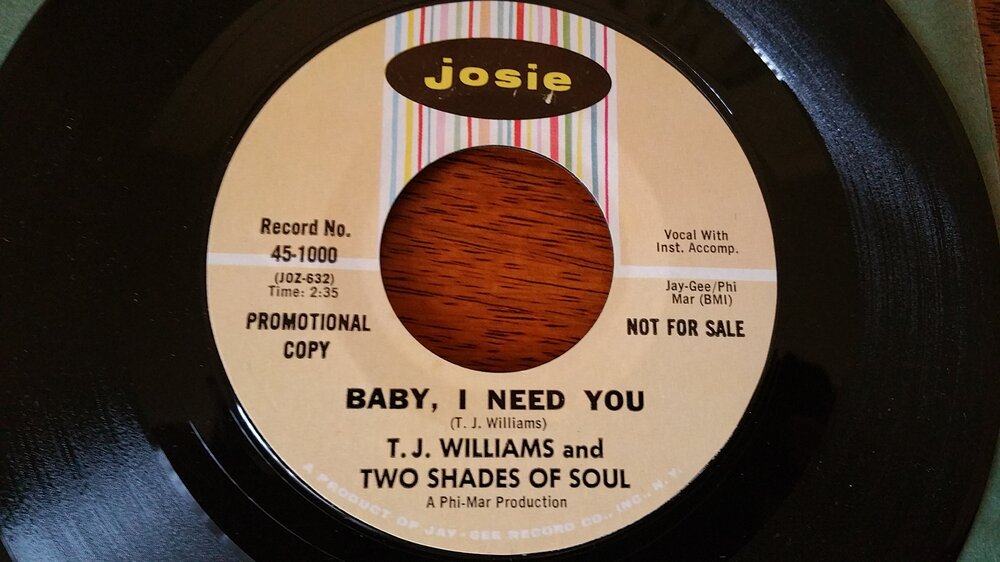 josie
Record No.
45-1000
(JOZ-632)
Time: 2:35
PROMOTIONAL
COPY
Vocal With
Inst. Accomp.
Jay-Gee/Phi
Mar (BMI)
NOT FOR SALE
BABY, I NEED YOU
(T. J. Williams)
T. J. WILLIAMS and
TWO SHADES OF SOUL
A Phi-Mar Production
A PRODUCT OF JAY-GEE RECORD CO., INC., N.Y.